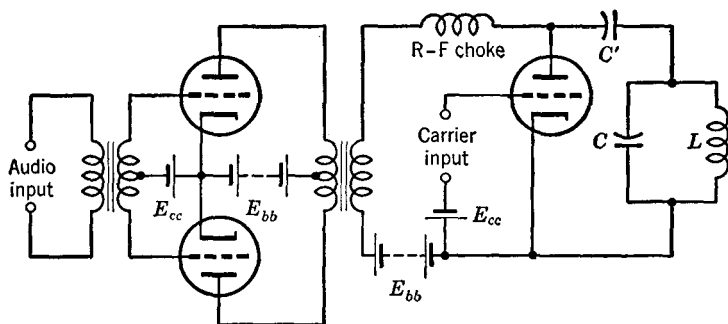 R-F choke
C'
Audio
input
Carrier
input
C
L
E_cc
E_bb
E_cc
E_bb